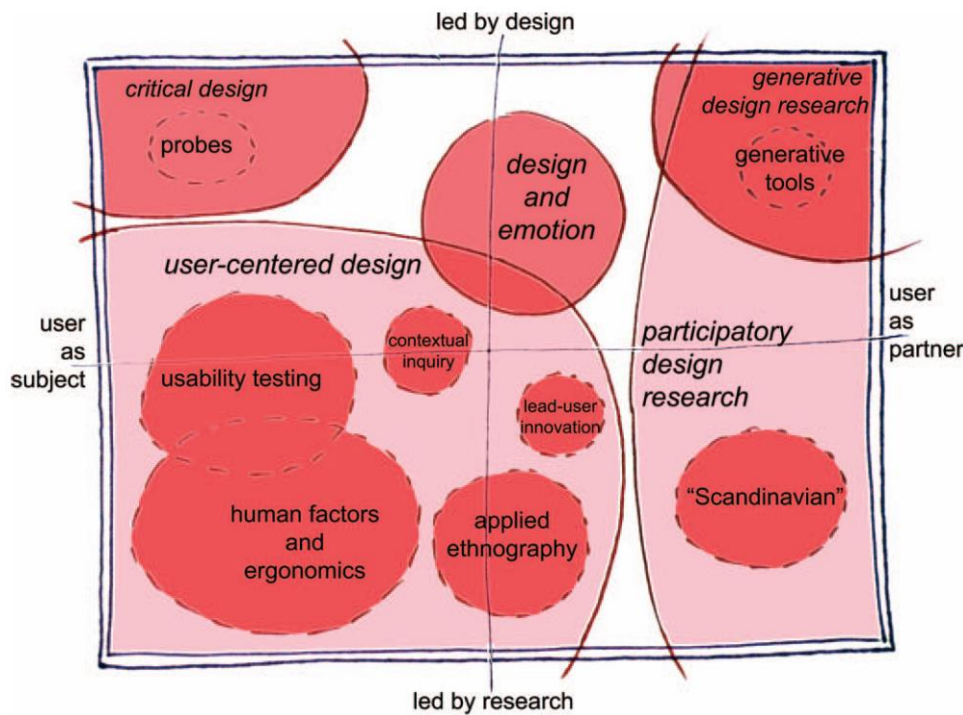 led by design
critical design
probes
generative
design research
generative
tools
design
and
emotion
user-centered design
user
as
subject
contextual
inquiry
usability testing
user
as
partner
participatory
design
research
lead-user
innovation
human factors
and
ergonomics
applied
ethnography
“Scandinavian”
led by research